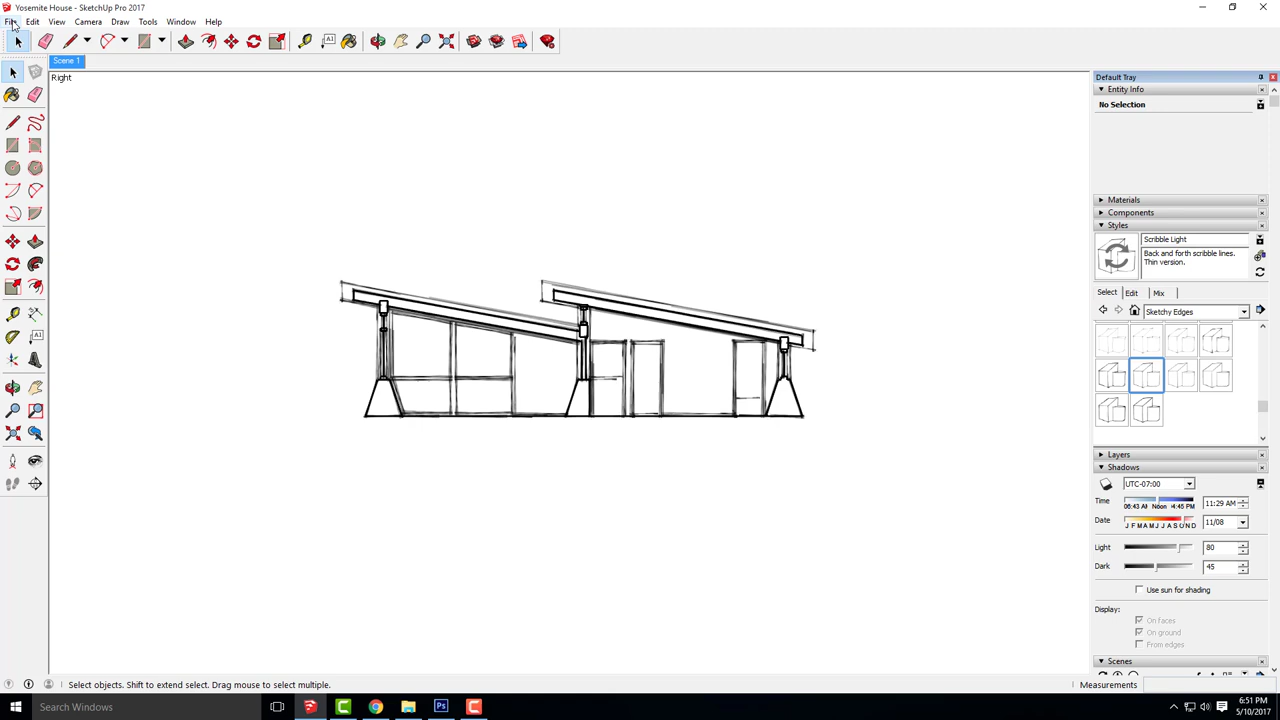 Yosemite House - SketchUp Pro 2017
File Edit View Camera Draw Tools Window Help
Scene 1
Right
Default Tray
Entity Info
No Selection
Materials
Components
Styles
Scribble Light
Back and forth scribble lines. Thin version.
Select Edit Mix
Sketchy Edges
Layers
Shadows
UTC-07:00
Time
06:43 AM Noon 4:45 PM
11:29 AM
Date
J F M A M J J A S O N D
11/08
Light
80
Dark
45
Use sun for shading
Display:
On faces
On ground
From edges
Scenes
Select objects. Shift to extend select. Drag mouse to select multiple.
Measurements
Search Windows
6:51 PM
5/10/2017